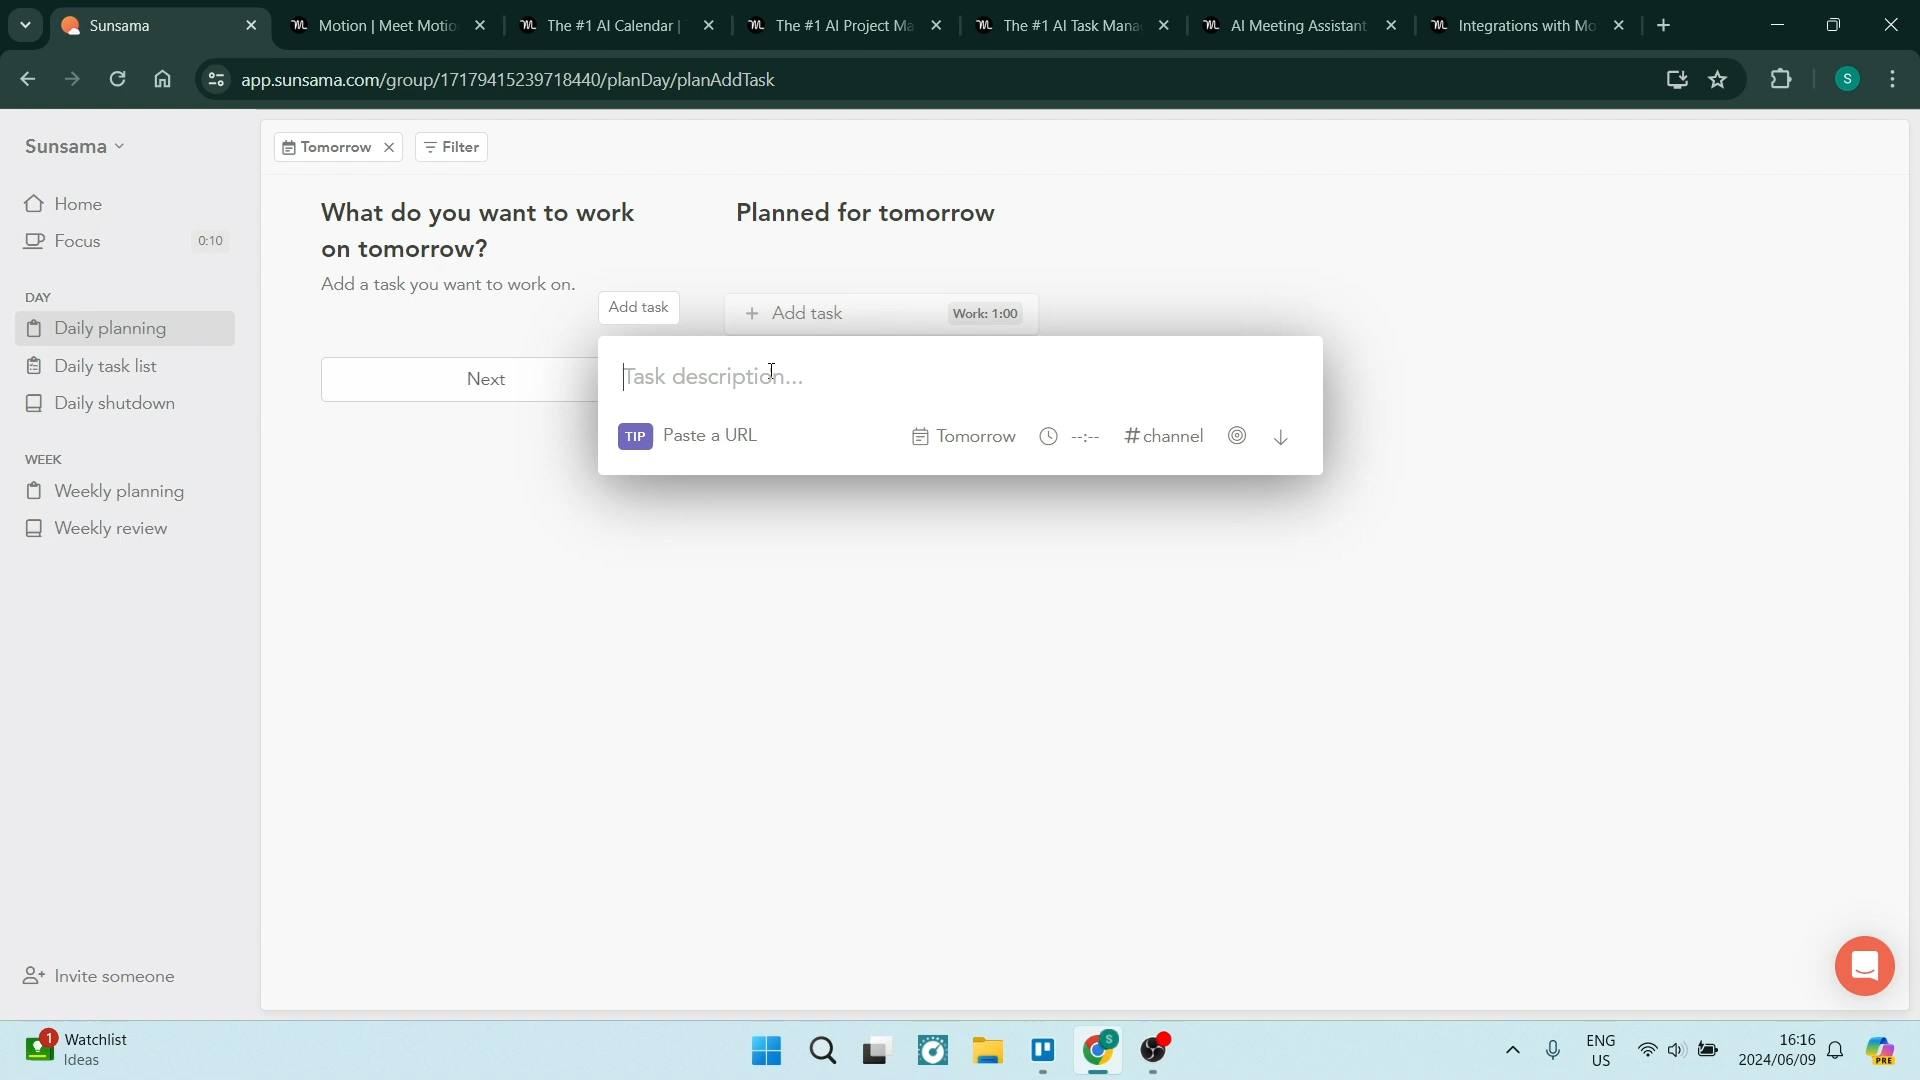 Sunsama
Motion | Meet Motio
The #1 AI Calendar |
The #1 AI Project Ma
The #1 AI Task Mana
AI Meeting Assistant
Integrations with Mo
app.sunsama.com/group/17179415239718440/planDay/planAddTask
S
Sunsama
Home
Focus
0:10
DAY
Daily planning
Daily task list
Daily shutdown
WEEK
Weekly planning
Weekly review
Invite someone
Tomorrow
Filter
What do you want to work
on tomorrow?
Add a task you want to work on.
Next
Planned for tomorrow
+ Add task
Work: 1:00
Add task
Task description...
TIP Paste a URL
Tomorrow
--:--
# channel
1
Watchlist
Ideas
S
ENG
US
16:16
2024/06/09
PRE